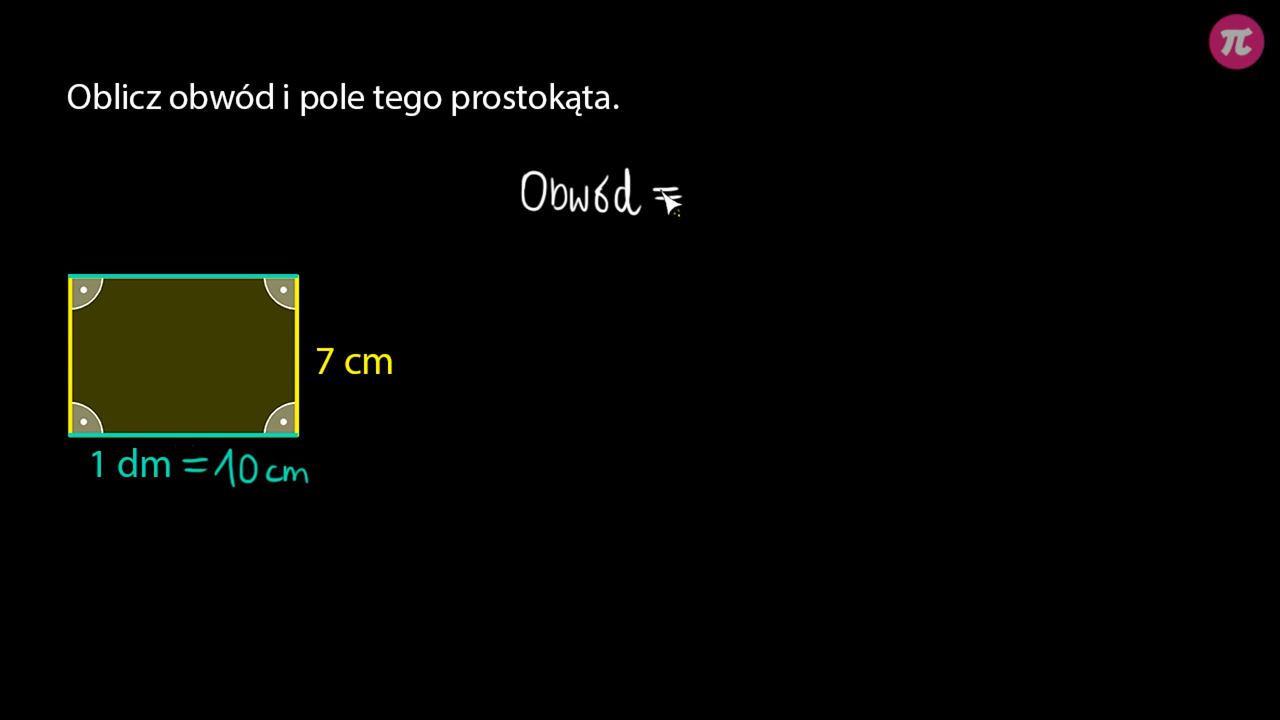 π
Oblicz obwód i pole tego prostokąta.
Obwód =
7 cm
1 dm = 10 cm